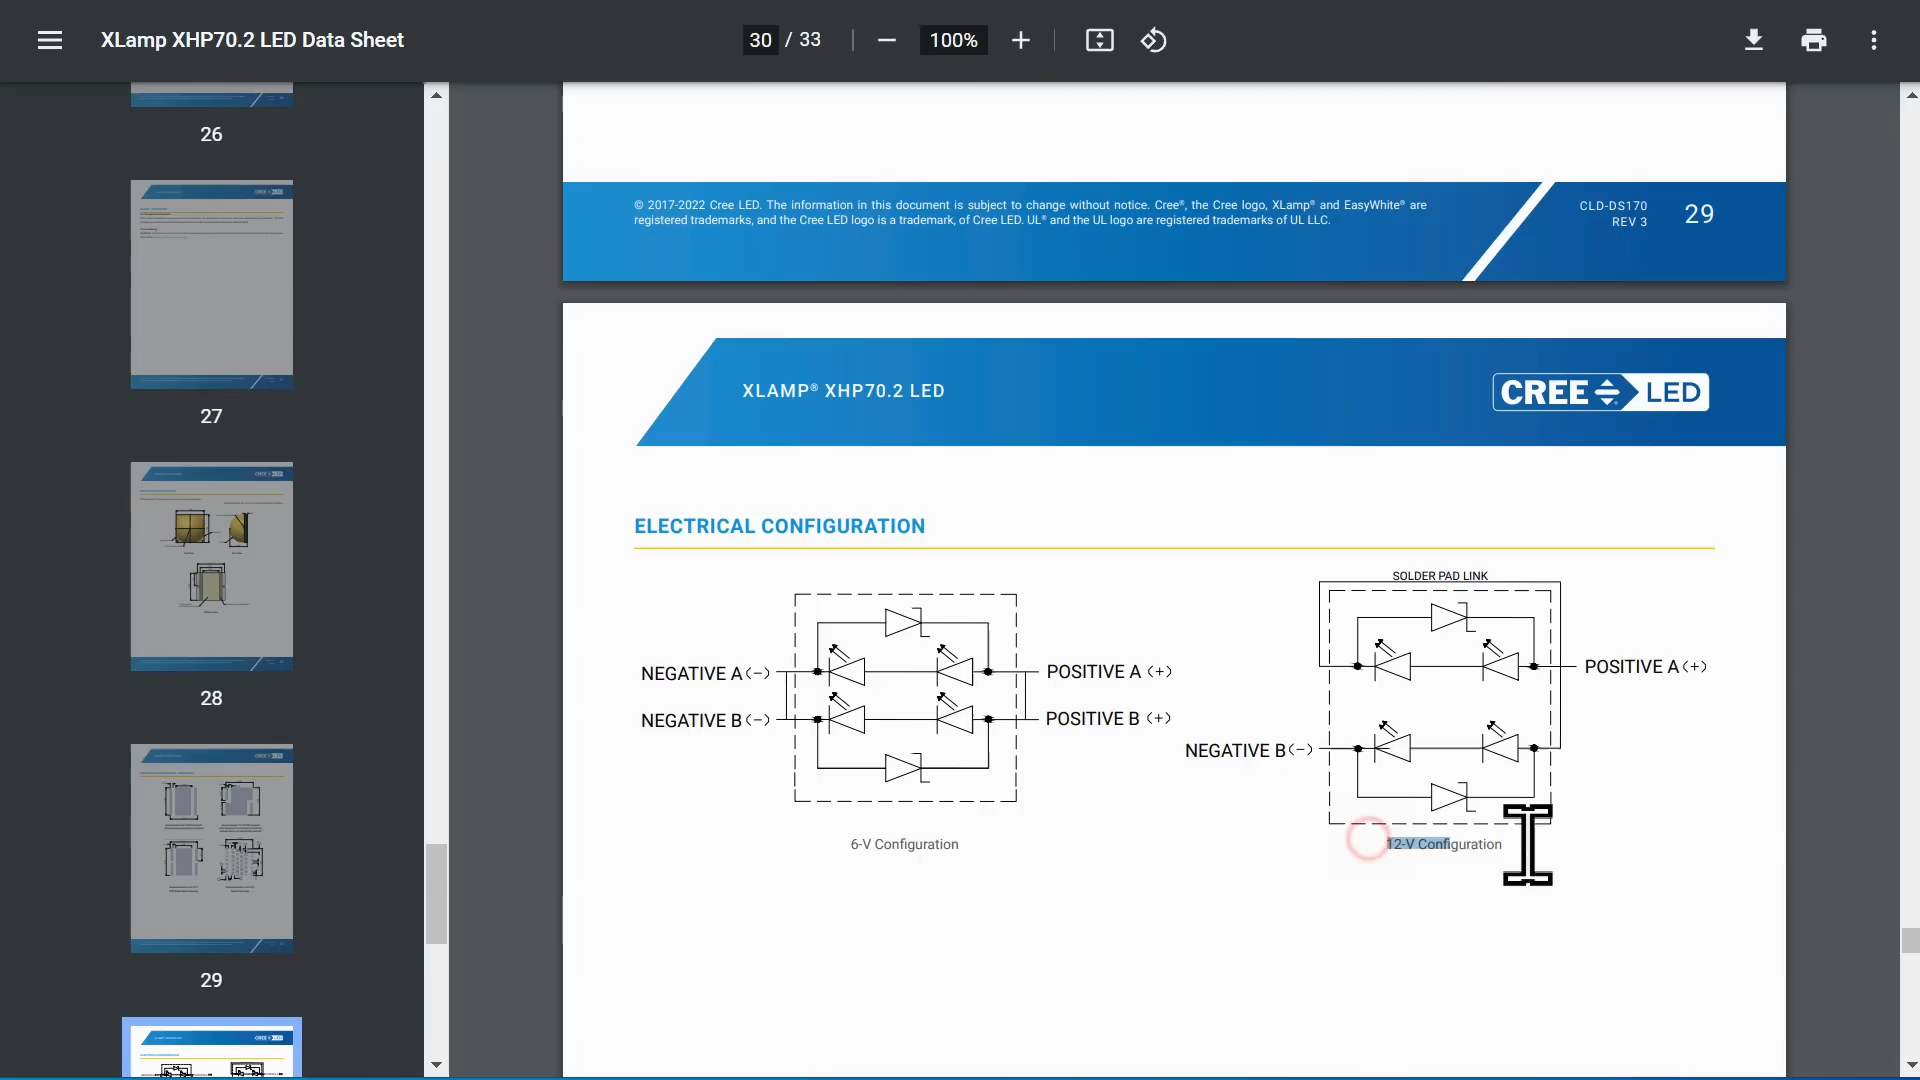 XLamp XHP70.2 LED Data Sheet
30 / 33
100%
26
27
28
29
© 2017-2022 Cree LED. The information in this document is subject to change without notice. Cree®, the Cree logo, XLamp® and EasyWhite® are
registered trademarks, and the Cree LED logo is a trademark, of Cree LED. UL® and the UL logo are registered trademarks of UL LLC.
CLD-DS170
REV 3
29
XLAMP® XHP70.2 LED
CREE LED
ELECTRICAL CONFIGURATION
SOLDER PAD LINK
NEGATIVE A (−)
POSITIVE A (+)
NEGATIVE B (−)
POSITIVE B (+)
POSITIVE A (+)
NEGATIVE B (−)
6-V Configuration
12-V Configuration